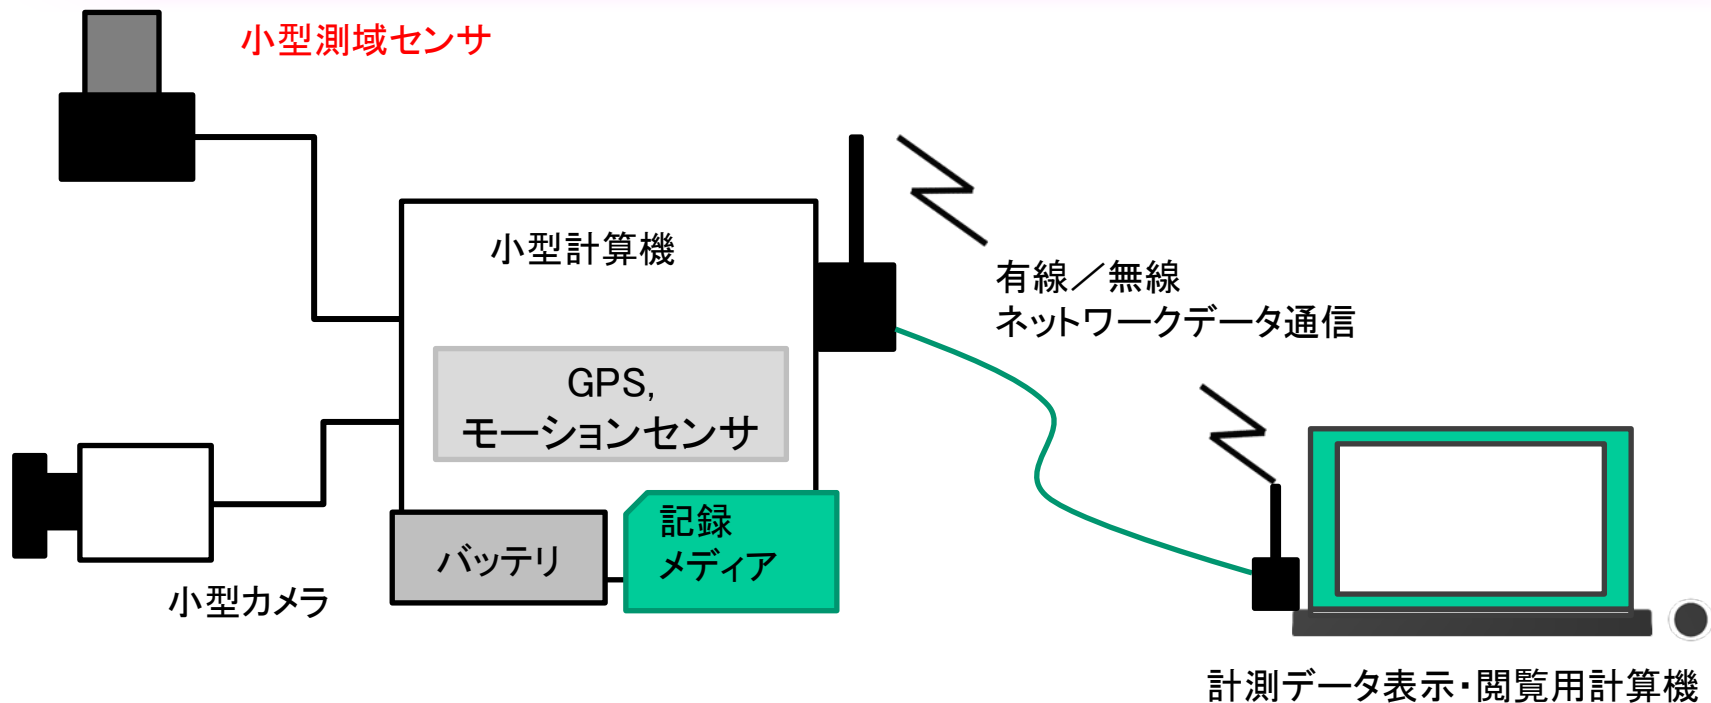 小型測域センサ
小型計算機
有線／無線
ネットワークデータ通信
GPS,
モーションセンサ
記録
メディア
バッテリ
小型カメラ
計測データ表示・閲覧用計算機